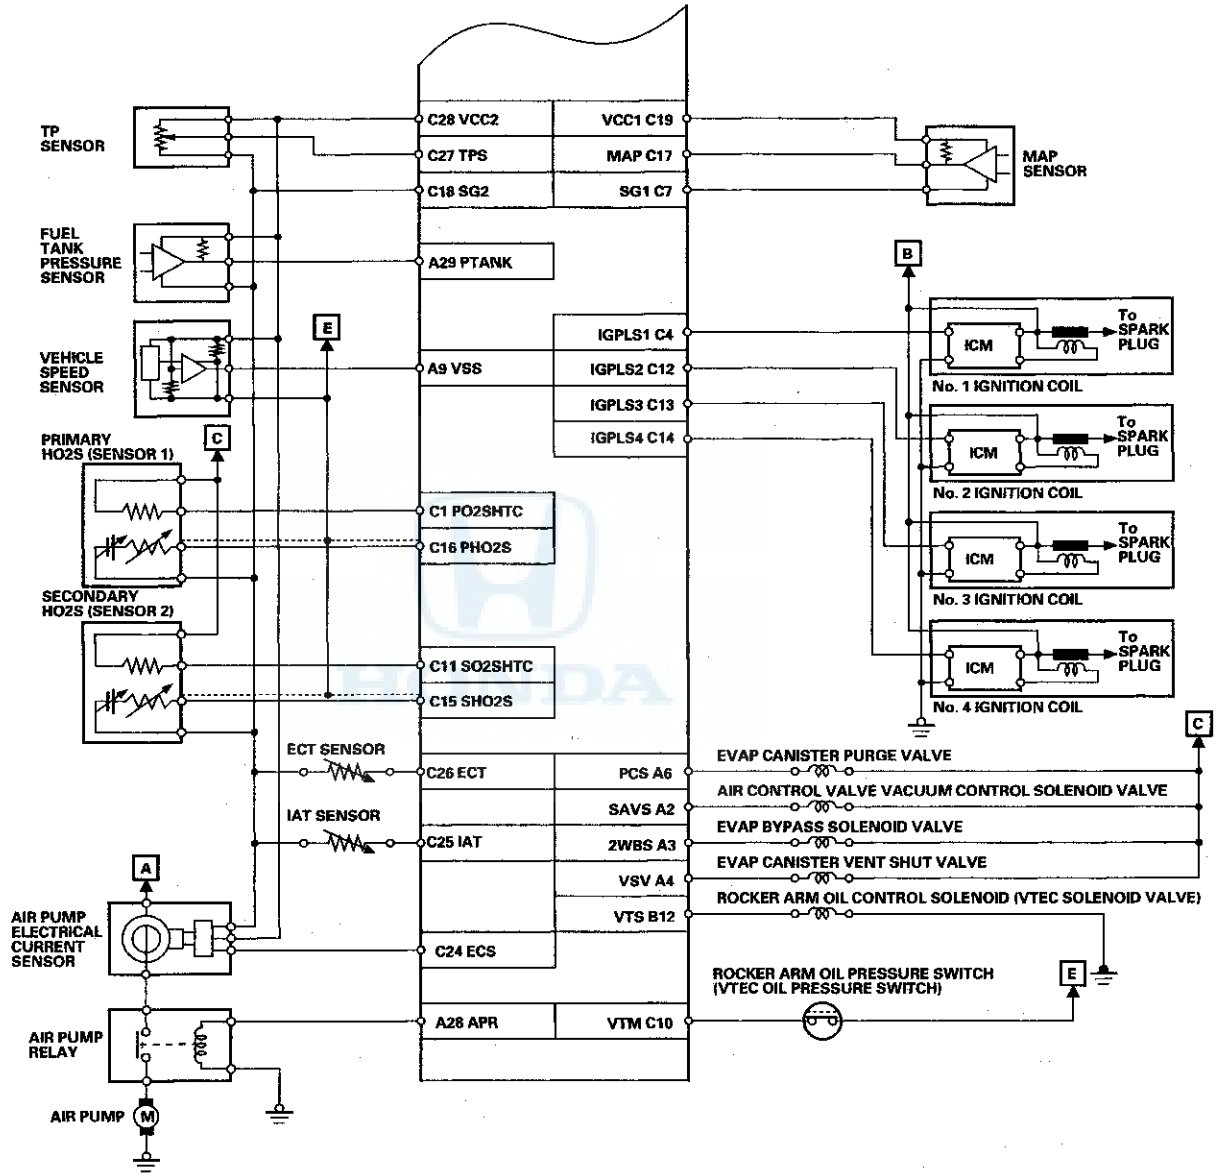 C28 VCC2
VCC1 C19
TP
SENSOR
C27 TPS
MAP C17
MAP
SENSOR
C18 SG2
SG1 C7
FUEL
TANK
PRESSURE
SENSOR
A29 PTANK
B
E
IGPLS1 C4
ICM
To
SPARK
PLUG
No. 1 IGNITION COIL
VEHICLE
SPEED
SENSOR
A9 VSS
IGPLS2 C12
IGPLS3 C13
IGPLS4 C14
C
PRIMARY
HO2S (SENSOR 1)
ICM
To
SPARK
PLUG
No. 2 IGNITION COIL
C1 PO2SHTC
C16 PHO2S
ICM
To
SPARK
PLUG
No. 3 IGNITION COIL
SECONDARY
HO2S (SENSOR 2)
C11 SO2SHTC
HONDA
C15 SHO2S
ICM
To
SPARK
PLUG
No. 4 IGNITION COIL
C
ECT SENSOR
C26 ECT
PCS A6
EVAP CANISTER PURGE VALVE
SAVS A2
AIR CONTROL VALVE VACUUM CONTROL SOLENOID VALVE
IAT SENSOR
C25 IAT
2WBS A3
EVAP BYPASS SOLENOID VALVE
VSV A4
EVAP CANISTER VENT SHUT VALVE
VTS B12
ROCKER ARM OIL CONTROL SOLENOID (VTEC SOLENOID VALVE)
A
AIR PUMP
ELECTRICAL
CURRENT
SENSOR
C24 ECS
ROCKER ARM OIL PRESSURE SWITCH
(VTEC OIL PRESSURE SWITCH)
E
AIR PUMP
RELAY
A28 APR
VTM C10
AIR PUMP
M